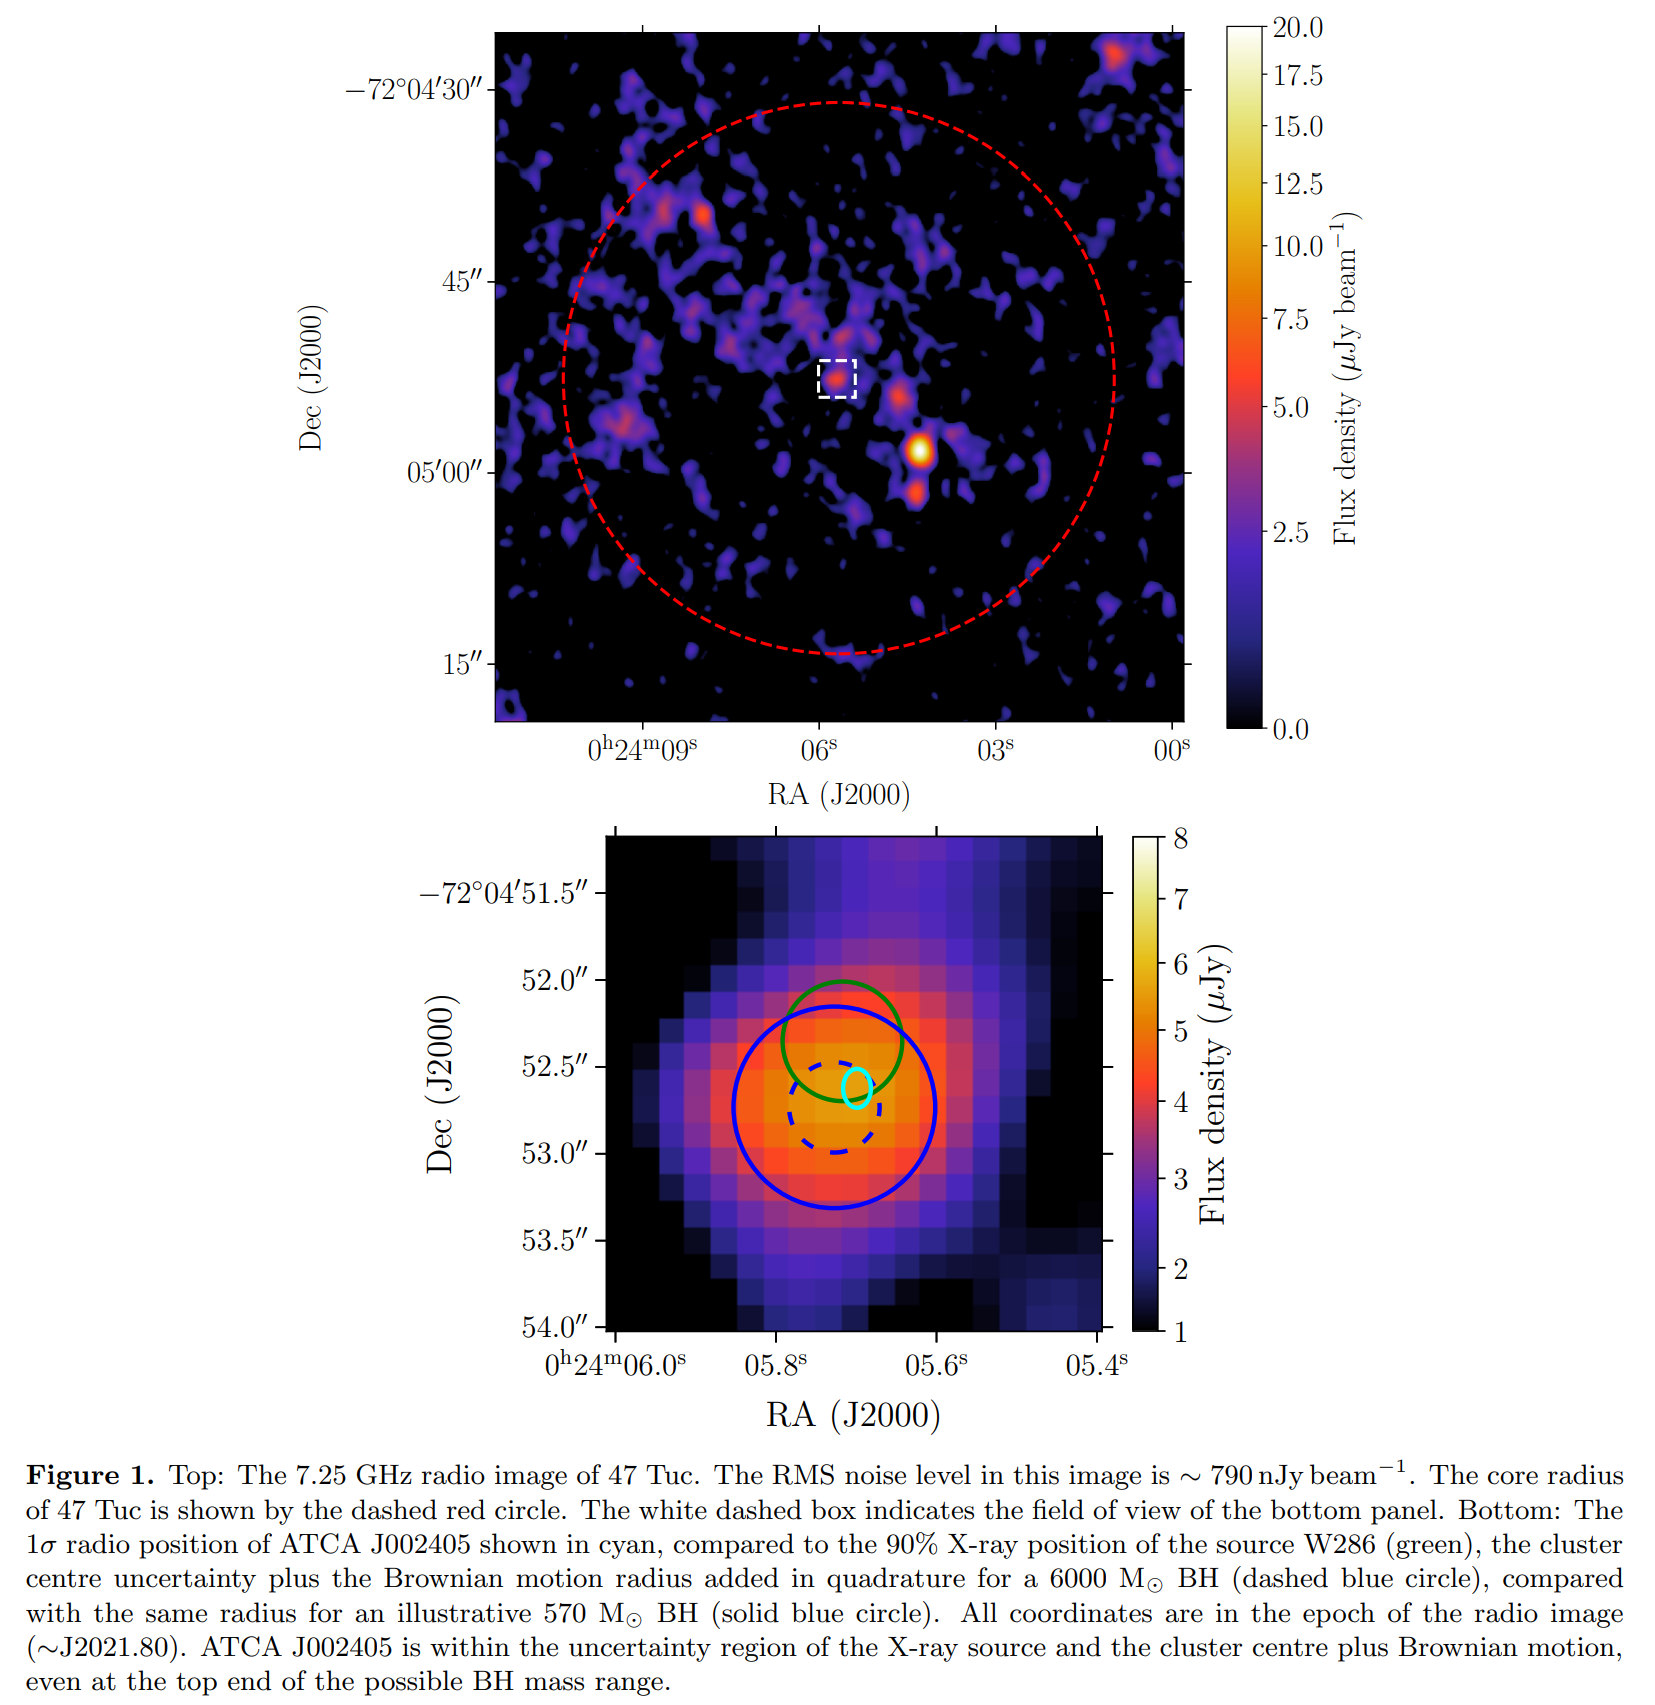 −72°04′30″
45″
05′00″
15″
Dec (J2000)
0ʰ24ᵐ09ˢ
06ˢ
03ˢ
00ˢ
RA (J2000)
20.0
17.5
15.0
12.5
10.0
7.5
5.0
2.5
0.0
Flux density (μJy beam⁻¹)
−72°04′51.5″
52.0″
52.5″
53.0″
53.5″
54.0″
Dec (J2000)
0ʰ24ᵐ06.0ˢ
05.8ˢ
05.6ˢ
05.4ˢ
RA (J2000)
8
7
6
5
4
3
2
1
Flux density (μJy)
Figure 1. Top: The 7.25 GHz radio image of 47 Tuc. The RMS noise level in this image is ∼ 790 nJy beam⁻¹. The core radius
of 47 Tuc is shown by the dashed red circle. The white dashed box indicates the field of view of the bottom panel. Bottom: The
1σ radio position of ATCA J002405 shown in cyan, compared to the 90% X-ray position of the source W286 (green), the cluster
centre uncertainty plus the Brownian motion radius added in quadrature for a 6000 M⊙ BH (dashed blue circle), compared
with the same radius for an illustrative 570 M⊙ BH (solid blue circle). All coordinates are in the epoch of the radio image
(∼J2021.80). ATCA J002405 is within the uncertainty region of the X-ray source and the cluster centre plus Brownian motion,
even at the top end of the possible BH mass range.